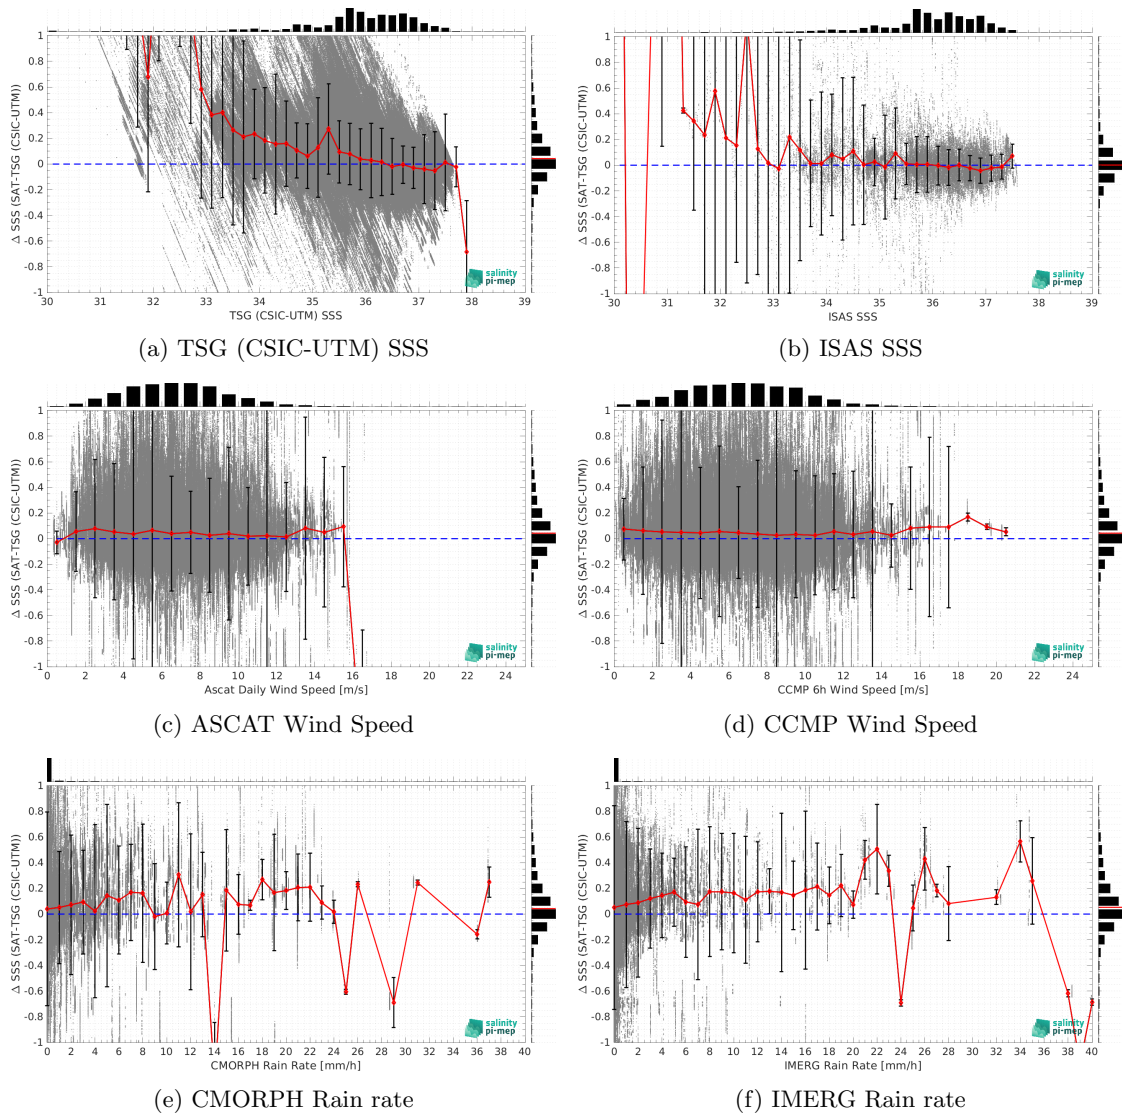 1
0.8
0.6
0.4
0.2
0
-0.2
-0.4
-0.6
-0.8
-1
Δ SSS (SAT-TSG (CSIC-UTM))
30 31 32 33 34 35 36 37 38 39
TSG (CSIC-UTM) SSS
salinity
pi-mep
(a) TSG (CSIC-UTM) SSS
1
0.8
0.6
0.4
0.2
0
-0.2
-0.4
-0.6
-0.8
-1
Δ SSS (SAT-TSG (CSIC-UTM))
30 31 32 33 34 35 36 37 38 39
ISAS SSS
salinity
pi-mep
(b) ISAS SSS
1
0.8
0.6
0.4
0.2
0
-0.2
-0.4
-0.6
-0.8
-1
Δ SSS (SAT-TSG (CSIC-UTM))
0 2 4 6 8 10 12 14 16 18 20 22 24
Ascat Daily Wind Speed [m/s]
salinity
pi-mep
(c) ASCAT Wind Speed
1
0.8
0.6
0.4
0.2
0
-0.2
-0.4
-0.6
-0.8
-1
Δ SSS (SAT-TSG (CSIC-UTM))
0 2 4 6 8 10 12 14 16 18 20 22 24
CCMP 6h Wind Speed [m/s]
salinity
pi-mep
(d) CCMP Wind Speed
1
0.8
0.6
0.4
0.2
0
-0.2
-0.4
-0.6
-0.8
-1
Δ SSS (SAT-TSG (CSIC-UTM))
0 2 4 6 8 10 12 14 16 18 20 22 24 26 28 30 32 34 36 38 40
CMORPH Rain Rate [mm/h]
salinity
pi-mep
(e) CMORPH Rain rate
1
0.8
0.6
0.4
0.2
0
-0.2
-0.4
-0.6
-0.8
-1
Δ SSS (SAT-TSG (CSIC-UTM))
0 2 4 6 8 10 12 14 16 18 20 22 24 26 28 30 32 34 36 38 40
IMERG Rain Rate [mm/h]
salinity
pi-mep
(f) IMERG Rain rate